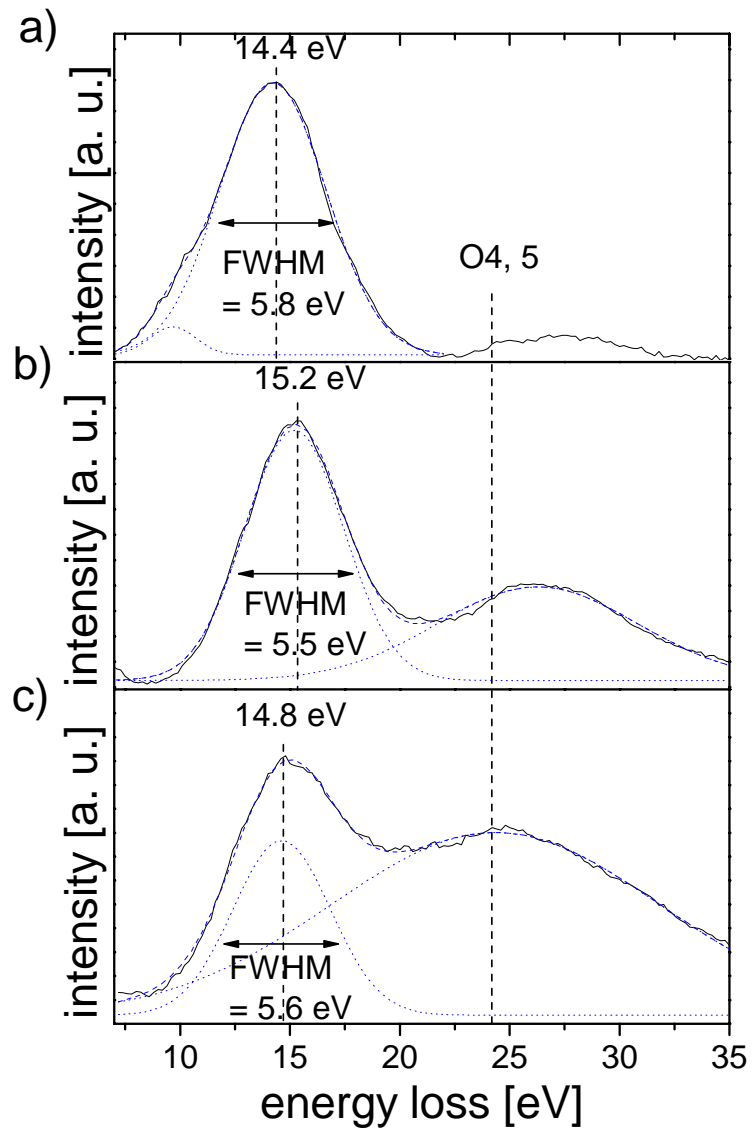 a)
14.4 eV
intensity [a. u.]
FWHM
= 5.8 eV
O4, 5
b)
15.2 eV
intensity [a. u.]
FWHM
= 5.5 eV
c)
14.8 eV
intensity [a. u.]
FWHM
= 5.6 eV
10 15 20 25 30 35
energy loss [eV]